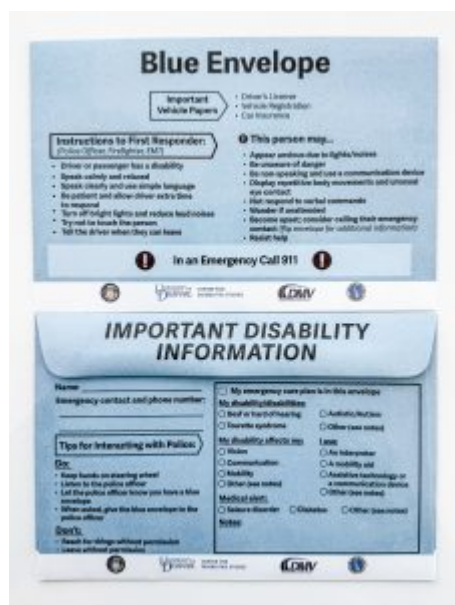 Blue Envelope
Important
Vehicle Papers
• Driver's License
• Vehicle Registration
• Car Insurance
Instructions to First Responder:
(Police Officer, Firefighter, EMT)
• Driver or passenger has a disability
• Speak calmly and relaxed
• Speak clearly and use simple language
• Be patient and allow driver extra time
to respond
• Turn off bright lights and reduce loud noises
• Try not to touch the person
• Tell the driver when they can leave
This person may...
• Appear anxious due to lights/noises
• Be unaware of danger
• Be non-speaking and use a communication device
• Display repetitive body movements and unusual
eye contact
• Not respond to verbal commands
• Wander if unattended
• Become upset; consider calling their emergency
contact (flip envelope for additional information)
• Resist help
In an Emergency Call 911
DMV
IMPORTANT DISABILITY
INFORMATION
Name
Emergency contact and phone number:
Tips for Interacting with Police:
Do:
• Keep hands on steering wheel
• Listen to the police officer
• Let the police officer know you have a blue
envelope
• When asked, give the blue envelope to the
police officer
Don't:
• Reach for things without permission
• Leave without permission
My emergency care plan is in this envelope
My disability/disabilities:
Deaf or hard of hearing
Autistic/Autism
Tourette syndrome
Other (see notes)
My disability affects my:
Vision
Communication
Mobility
Other (see notes)
I use:
An interpreter
A mobility aid
Assistive technology or
a communication device
Other (see notes)
Medical alert:
Seizure disorder
Diabetes
Other (see notes)
Notes:
DMV